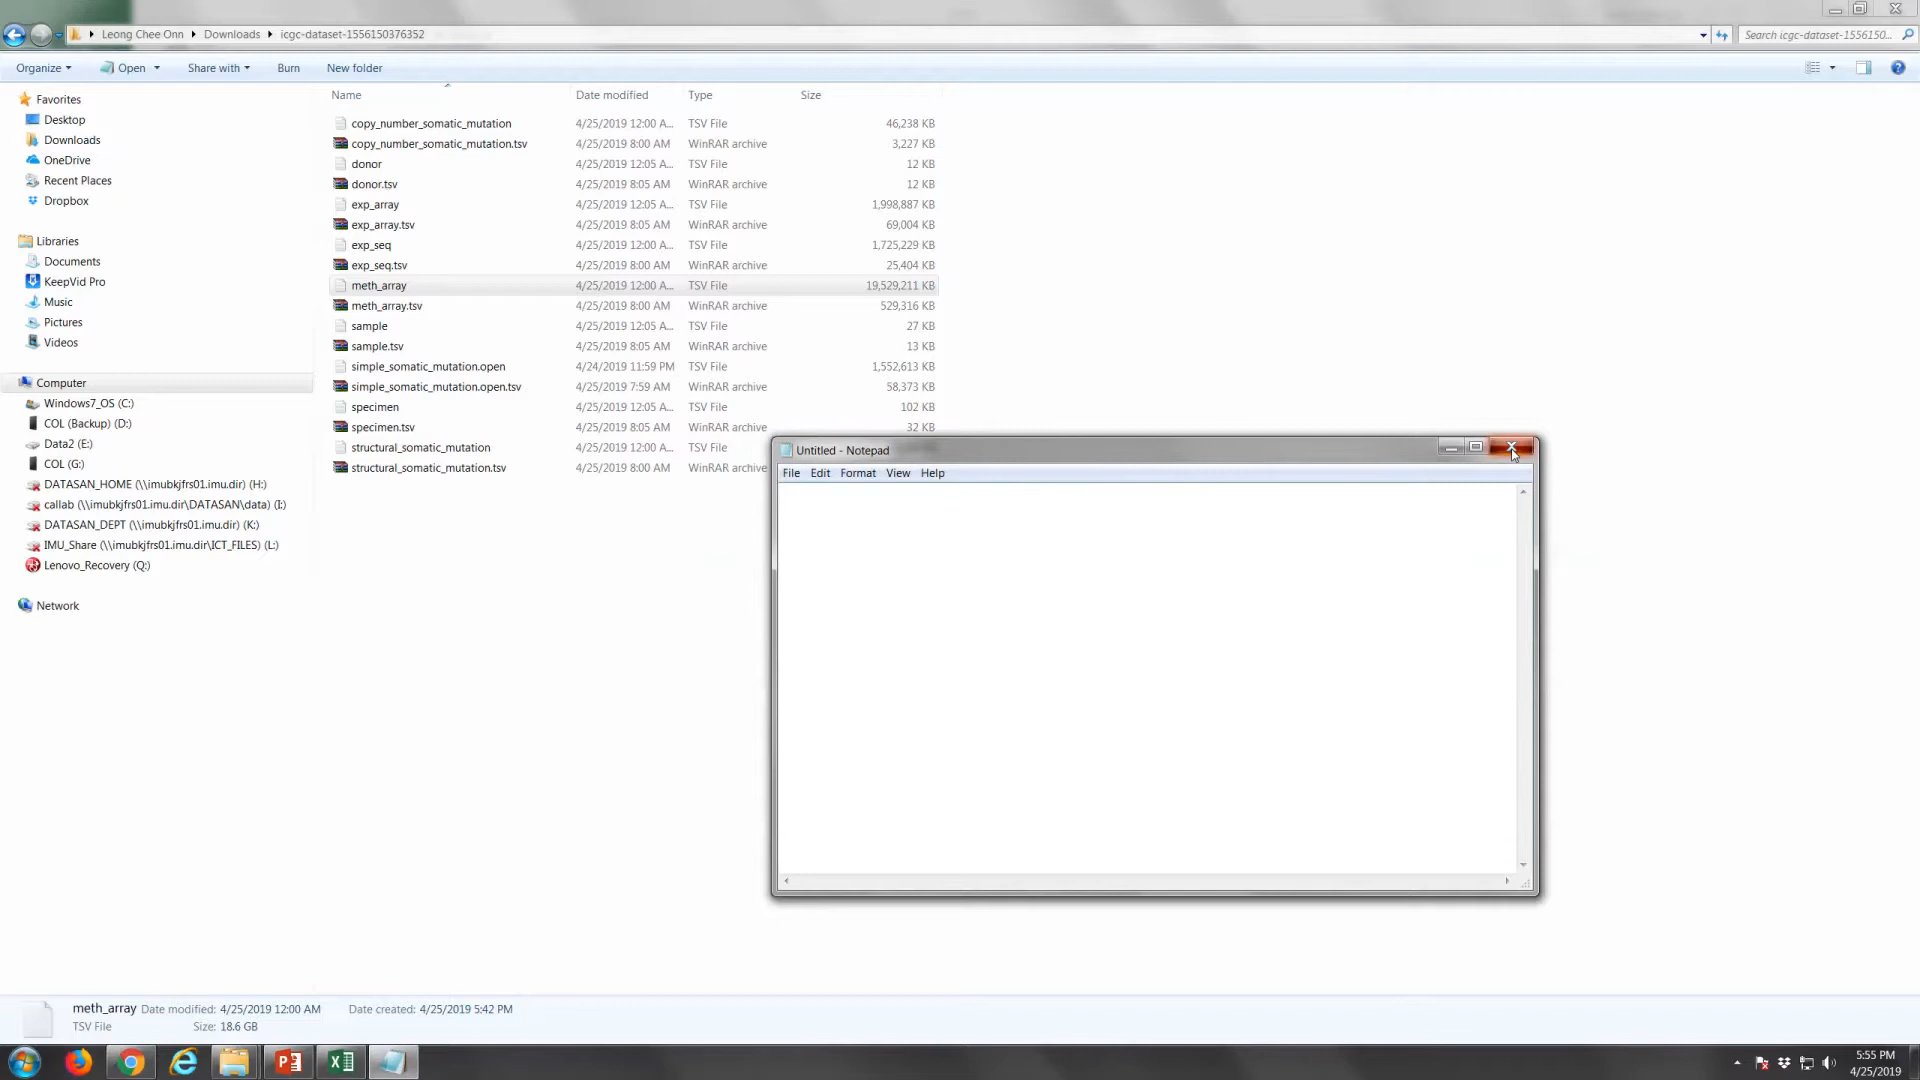 Leong Chee Onn Downloads icgc-dataset-1556150376352 Search icgc-dataset-1556150...
Organize Open Share with Burn New folder
Name Date modified Type Size
Favorites
Desktop
Downloads
OneDrive
Recent Places
Dropbox
Libraries
Documents
KeepVid Pro
Music
Pictures
Videos
Computer
Windows7_OS (C:)
COL (Backup) (D:)
Data2 (E:)
COL (G:)
DATASAN_HOME (\\imubkjfrs01.imu.dir) (H:)
callab (\\imubkjfrs01.imu.dir\DATASAN\data) (I:)
DATASAN_DEPT (\\imubkjfrs01.imu.dir) (K:)
IMU_Share (\\imubkjfrs01.imu.dir\ICT_FILES) (L:)
Lenovo_Recovery (Q:)
Network
copy_number_somatic_mutation 4/25/2019 12:00 A... TSV File 46,238 KB
copy_number_somatic_mutation.tsv 4/25/2019 8:00 AM WinRAR archive 3,227 KB
donor 4/25/2019 12:05 A... TSV File 12 KB
donor.tsv 4/25/2019 8:05 AM WinRAR archive 12 KB
exp_array 4/25/2019 12:05 A... TSV File 1,998,887 KB
exp_array.tsv 4/25/2019 8:05 AM WinRAR archive 69,004 KB
exp_seq 4/25/2019 12:00 A... TSV File 1,725,229 KB
exp_seq.tsv 4/25/2019 8:00 AM WinRAR archive 25,404 KB
meth_array 4/25/2019 12:00 A... TSV File 19,529,211 KB
meth_array.tsv 4/25/2019 8:00 AM WinRAR archive 529,316 KB
sample 4/25/2019 12:05 A... TSV File 27 KB
sample.tsv 4/25/2019 8:05 AM WinRAR archive 13 KB
simple_somatic_mutation.open 4/24/2019 11:59 PM TSV File 1,552,613 KB
simple_somatic_mutation.open.tsv 4/25/2019 7:59 AM WinRAR archive 58,373 KB
specimen 4/25/2019 12:05 A... TSV File 102 KB
specimen.tsv 4/25/2019 8:05 AM WinRAR archive 32 KB
structural_somatic_mutation 4/25/2019 12:00 A... TSV File
structural_somatic_mutation.tsv 4/25/2019 8:00 AM WinRAR archive
Untitled - Notepad
File Edit Format View Help
meth_array Date modified: 4/25/2019 12:00 AM Date created: 4/25/2019 5:42 PM
TSV File Size: 18.6 GB
5:55 PM
4/25/2019